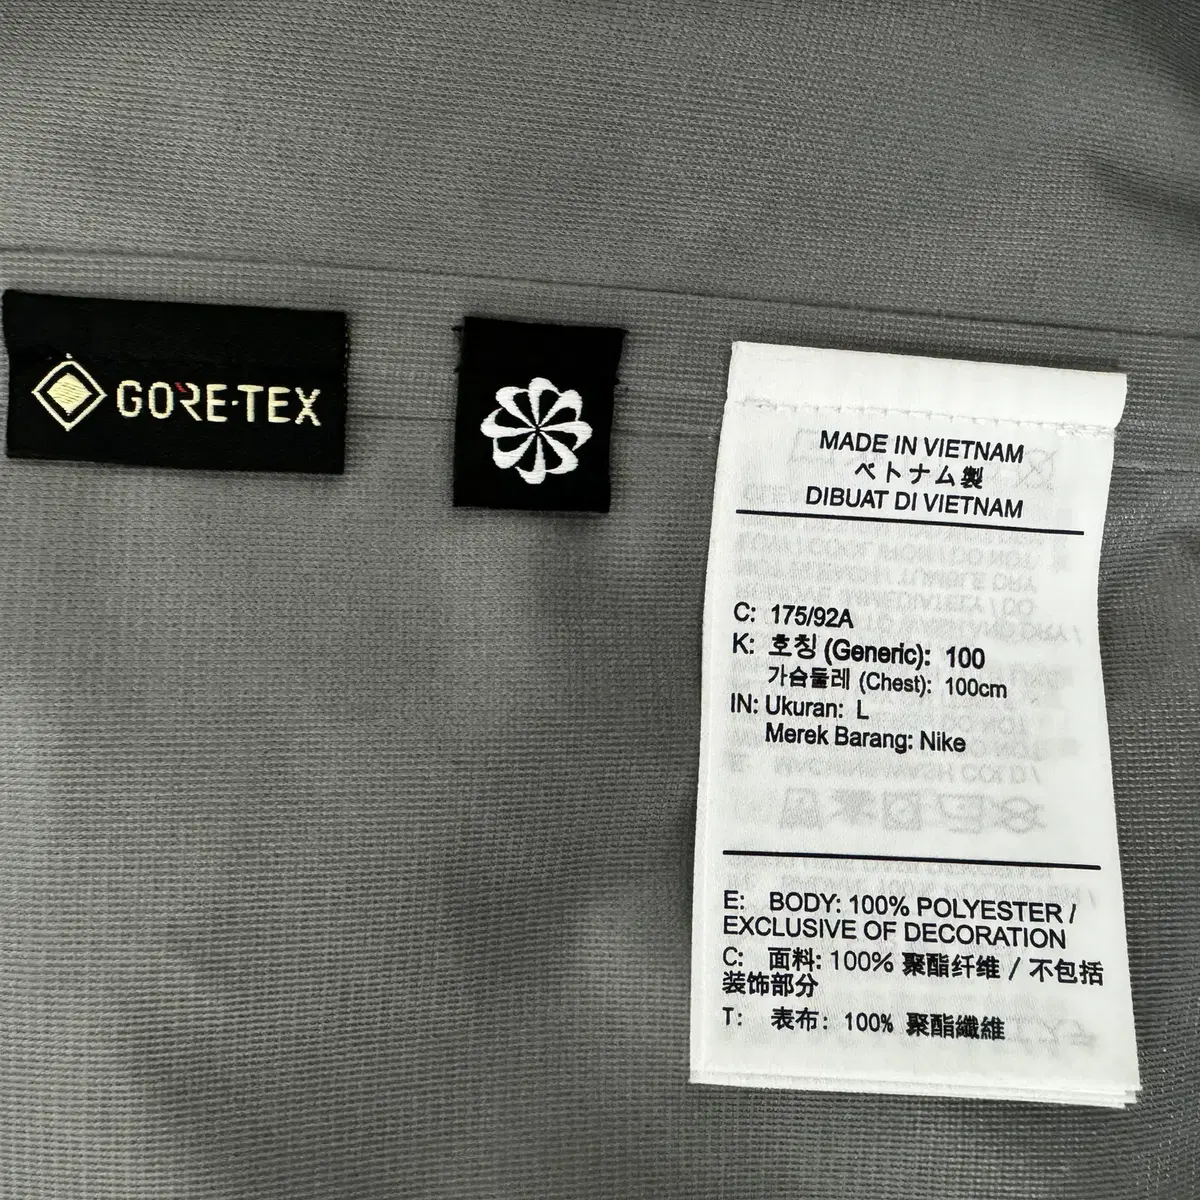 GORE-TEX
MADE IN VIETNAM
ベトナム製
DIBUAT DI VIETNAM
C: 175/92A
K: 호칭 (Generic): 100
가슴둘레 (Chest): 100cm
IN: Ukuran: L
Merek Barang: Nike
E: BODY: 100% POLYESTER /
EXCLUSIVE OF DECORATION
C: 面料: 100% 聚酯纤维 / 不包括
装饰部分
T: 表布: 100% 聚酯纖維